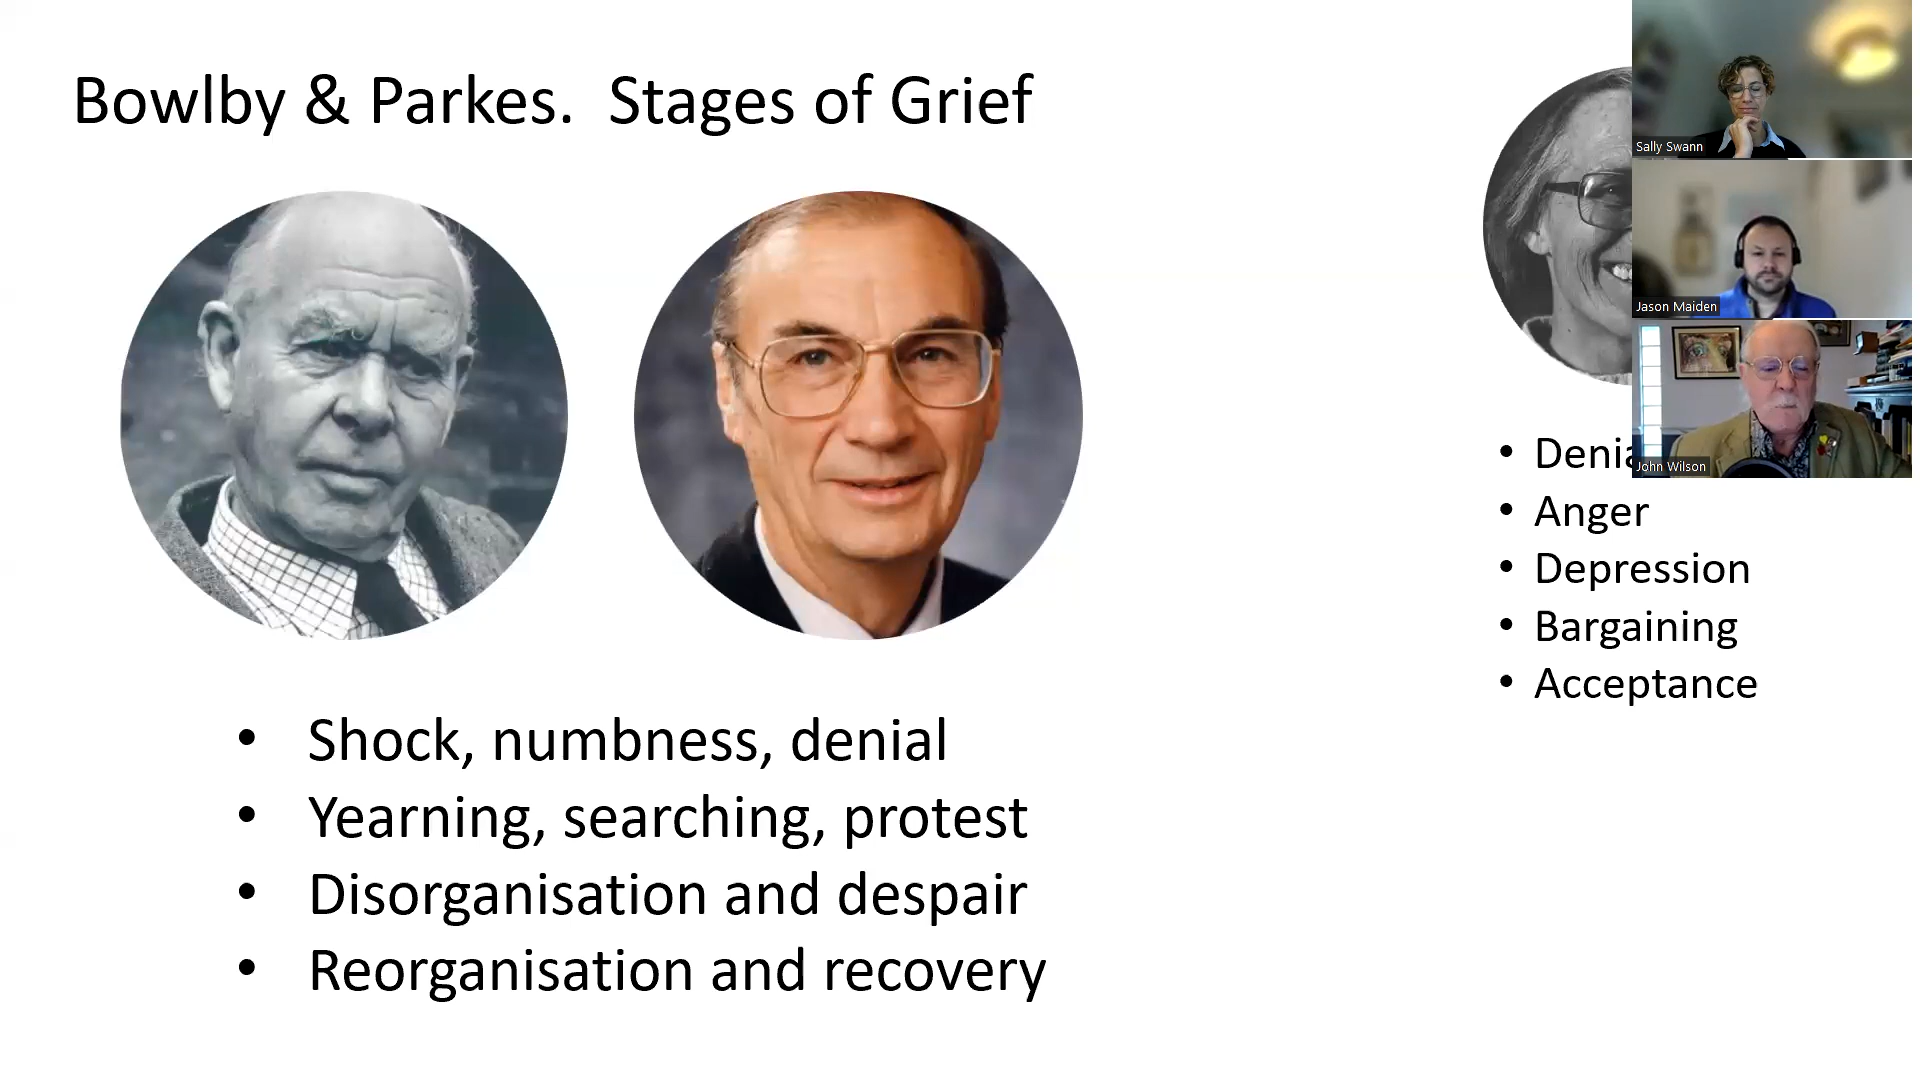 Bowlby & Parkes.  Stages of Grief
• Shock, numbness, denial
• Yearning, searching, protest
• Disorganisation and despair
• Reorganisation and recovery
• Anger
• Depression
• Bargaining
• Acceptance
Sally Swann
Jason Maiden
John Wilson